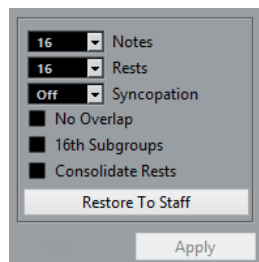 16 Notes
16 Rests
Off Syncopation
No Overlap
16th Subgroups
Consolidate Rests
Restore To Staff
Apply